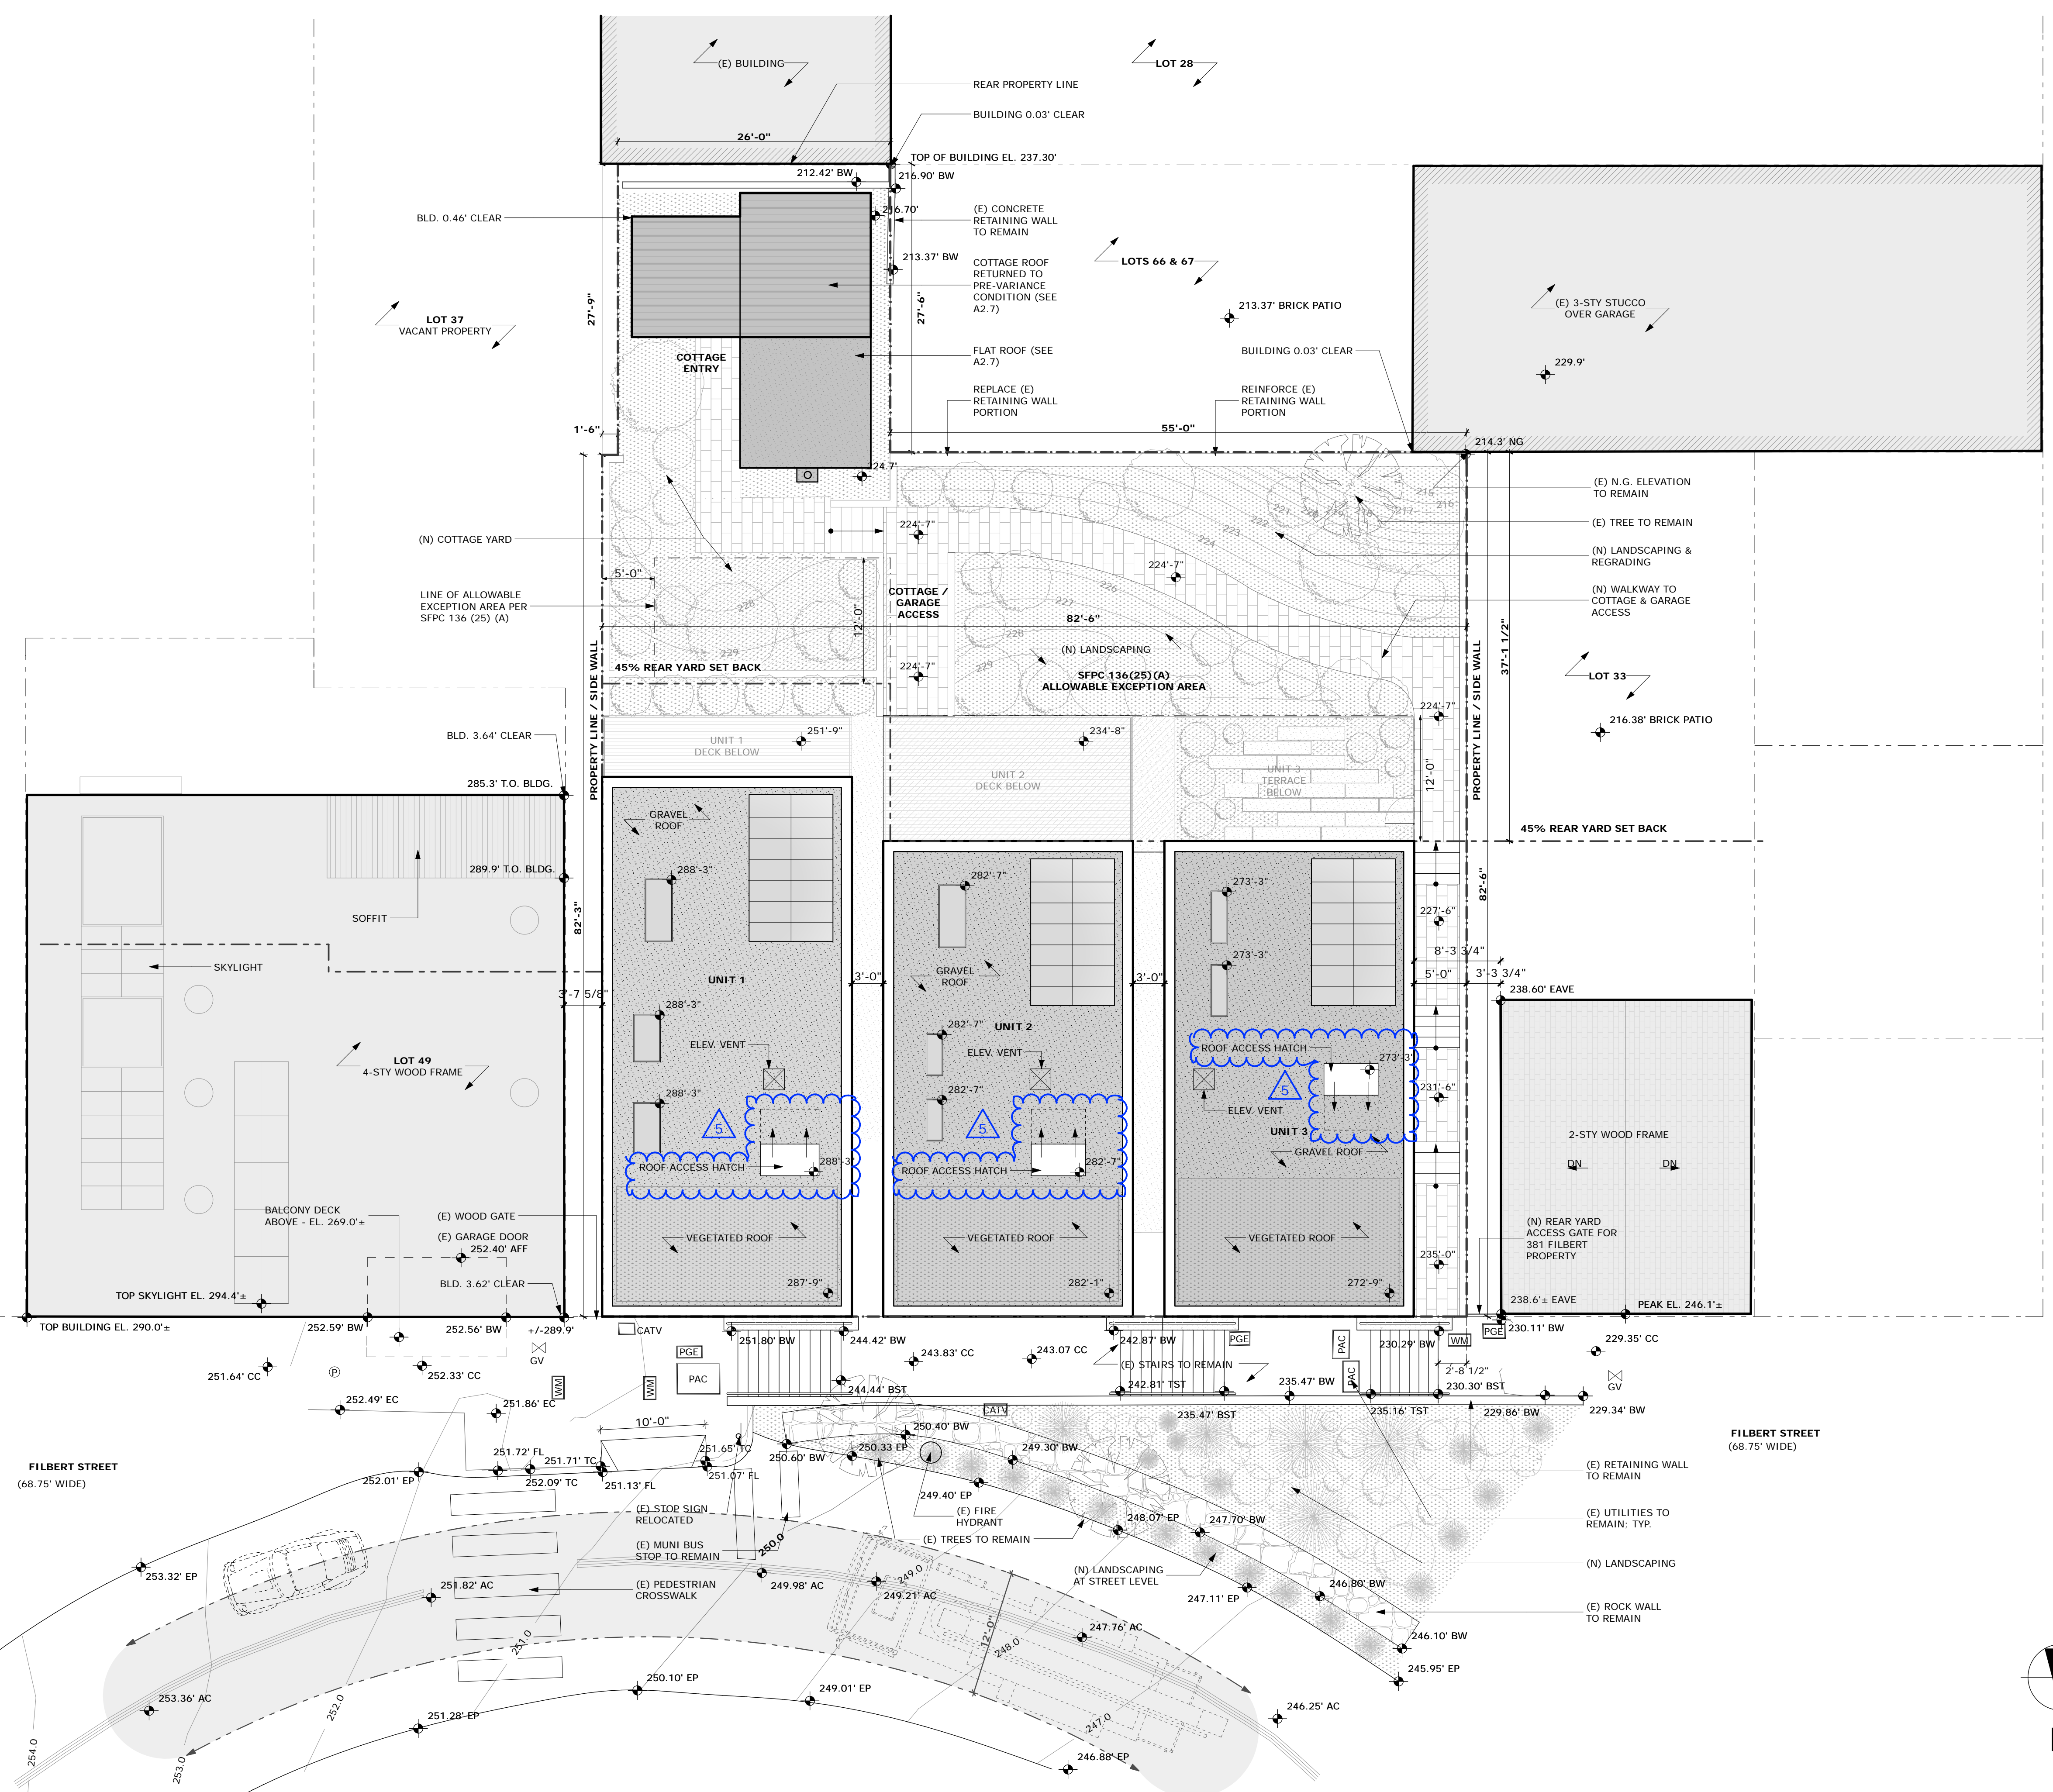 (E) BUILDING
LOT 28
REAR PROPERTY LINE
BUILDING 0.03' CLEAR
26'-0"
TOP OF BUILDING EL. 237.30'
212.42' BW
216.90' BW
BLD. 0.46' CLEAR
(E) CONCRETE
RETAINING WALL
TO REMAIN
213.37' BW
LOTS 66 & 67
COTTAGE ROOF
RETURNED TO
PRE-VARIANCE
CONDITION (SEE
A2.7)
27'-9"
27'-6"
213.37' BRICK PATIO
(E) 3-STY STUCCO
OVER GARAGE
LOT 37
VACANT PROPERTY
COTTAGE
ENTRY
FLAT ROOF (SEE
A2.7)
BUILDING 0.03' CLEAR
229.9'
REPLACE (E)
RETAINING WALL
PORTION
REINFORCE (E)
RETAINING WALL
PORTION
1'-6"
55'-0"
214.3' NG
224.7'
(E) N.G. ELEVATION
TO REMAIN
215
216
217
218
221
222
223
224
(E) TREE TO REMAIN
224'-7"
(N) COTTAGE YARD
(N) LANDSCAPING &
REGRADING
5'-0"
224'-7"
226
227
228
LINE OF ALLOWABLE
EXCEPTION AREA PER
SFPC 136 (25) (A)
12'-0"
COTTAGE /
GARAGE
ACCESS
82'-6"
(N) WALKWAY TO
COTTAGE & GARAGE
ACCESS
37'-1 1/2"
228
229
229
(N) LANDSCAPING
45% REAR YARD SET BACK
224'-7"
SFPC 136(25)(A)
ALLOWABLE EXCEPTION AREA
LOT 33
PROPERTY LINE / SIDE WALL
PROPERTY LINE / SIDE WALL
224'-7"
216.38' BRICK PATIO
BLD. 3.64' CLEAR
UNIT 1
DECK BELOW
251'-9"
234'-8"
UNIT 2
DECK BELOW
UNIT 3
TERRACE
BELOW
12'-0"
285.3' T.O. BLDG.
GRAVEL
ROOF
45% REAR YARD SET BACK
289.9' T.O. BLDG.
288'-3"
282'-7"
273'-3"
82'-6"
82'-3"
SOFFIT
227'-6"
SKYLIGHT
UNIT 1
3'-0"
GRAVEL
ROOF
3'-0"
273'-3"
8'-3 3/4"
5'-0"
3'-3 3/4"
3'-7 5/8"
238.60' EAVE
288'-3"
282'-7"
UNIT 2
ELEV. VENT
ELEV. VENT
ROOF ACCESS HATCH
273'-3"
LOT 49
4-STY WOOD FRAME
288'-3"
282'-7"
5
231'-6"
5
5
ELEV. VENT
UNIT 3
2-STY WOOD FRAME
DN
DN
GRAVEL ROOF
ROOF ACCESS HATCH
288'-3"
ROOF ACCESS HATCH
282'-7"
BALCONY DECK
ABOVE - EL. 269.0'±
(E) WOOD GATE
(E) GARAGE DOOR
252.40' AFF
VEGETATED ROOF
VEGETATED ROOF
VEGETATED ROOF
235'-0"
(N) REAR YARD
ACCESS GATE FOR
381 FILBERT
PROPERTY
BLD. 3.62' CLEAR
287'-9"
282'-1"
272'-9"
TOP SKYLIGHT EL. 294.4'±
238.6'± EAVE
PEAK EL. 246.1'±
TOP BUILDING EL. 290.0'±
252.59' BW
252.56' BW
+/-289.9'
CATV
251.80' BW
244.42' BW
242.87' BW
PGE
PAC
230.29' BW
WM
PGE
230.11' BW
GV
PGE
243.83' CC
243.07 CC
229.35' CC
(E) STAIRS TO REMAIN
2'-8 1/2"
251.64' CC
P
252.33' CC
WM
WM
PAC
244.44' BST
242.81' TST
235.47' BW
PAC
230.30' BST
GV
252.49' EC
251.86' EC
CATV
235.47' BST
235.16' TST
229.86' BW
229.34' BW
10'-0"
250.40' BW
FILBERT STREET
(68.75' WIDE)
251.72' FL
251.71' TC
251.65' TC
250.60' BW
250.33 EP
249.30' BW
FILBERT STREET
(68.75' WIDE)
252.01' EP
252.09' TC
251.13' FL
251.07' FL
(E) RETAINING WALL
TO REMAIN
249.40' EP
(E) STOP SIGN
RELOCATED
(E) FIRE
HYDRANT
(E) TREES TO REMAIN
248.07' EP
247.70' BW
(E) UTILITIES TO
REMAIN; TYP.
(E) MUNI BUS
STOP TO REMAIN
250.0
(N) LANDSCAPING
AT STREET LEVEL
(N) LANDSCAPING
253.32' EP
251.82' AC
(E) PEDESTRIAN
CROSSWALK
249.98' AC
249.0
249.21' AC
247.11' EP
246.80' BW
(E) ROCK WALL
TO REMAIN
251.0
12'-0"
248.0
247.76' AC
246.10' BW
245.95' EP
253.36' AC
252.0
250.10' EP
249.01' EP
251.28' EP
247.0
246.25' AC
254.0
253.0
246.88' EP